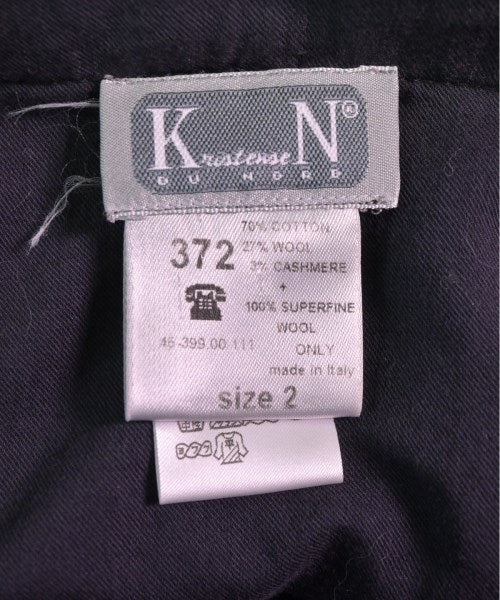 KristenseN®
DU NORD
70% COTTON
372 27% WOOL
3% CASHMERE
+
100% SUPERFINE
WOOL
46-399.00.111 ONLY
made in Italy
size 2